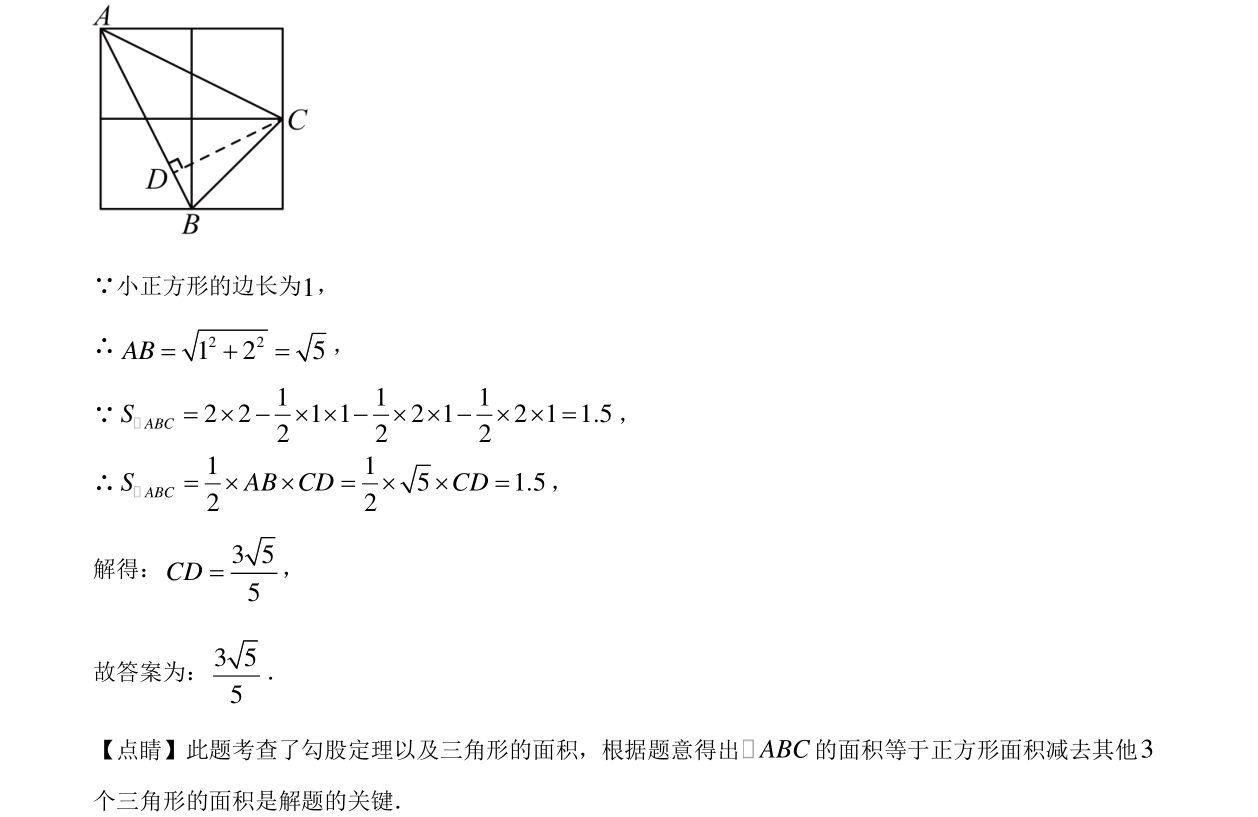 A
C
D
B
∵小正方形的边长为1，
∴ AB = √(1² + 2²) = √5，
∵ S□ABC = 2×2 − 1/2×1×1 − 1/2×2×1 − 1/2×2×1 = 1.5，
∴ S□ABC = 1/2×AB×CD = 1/2×√5×CD = 1.5，
解得：CD = 3√5/5，
故答案为：3√5/5．
【点睛】此题考查了勾股定理以及三角形的面积，根据题意得出□ABC 的面积等于正方形面积减去其他3
个三角形的面积是解题的关键．